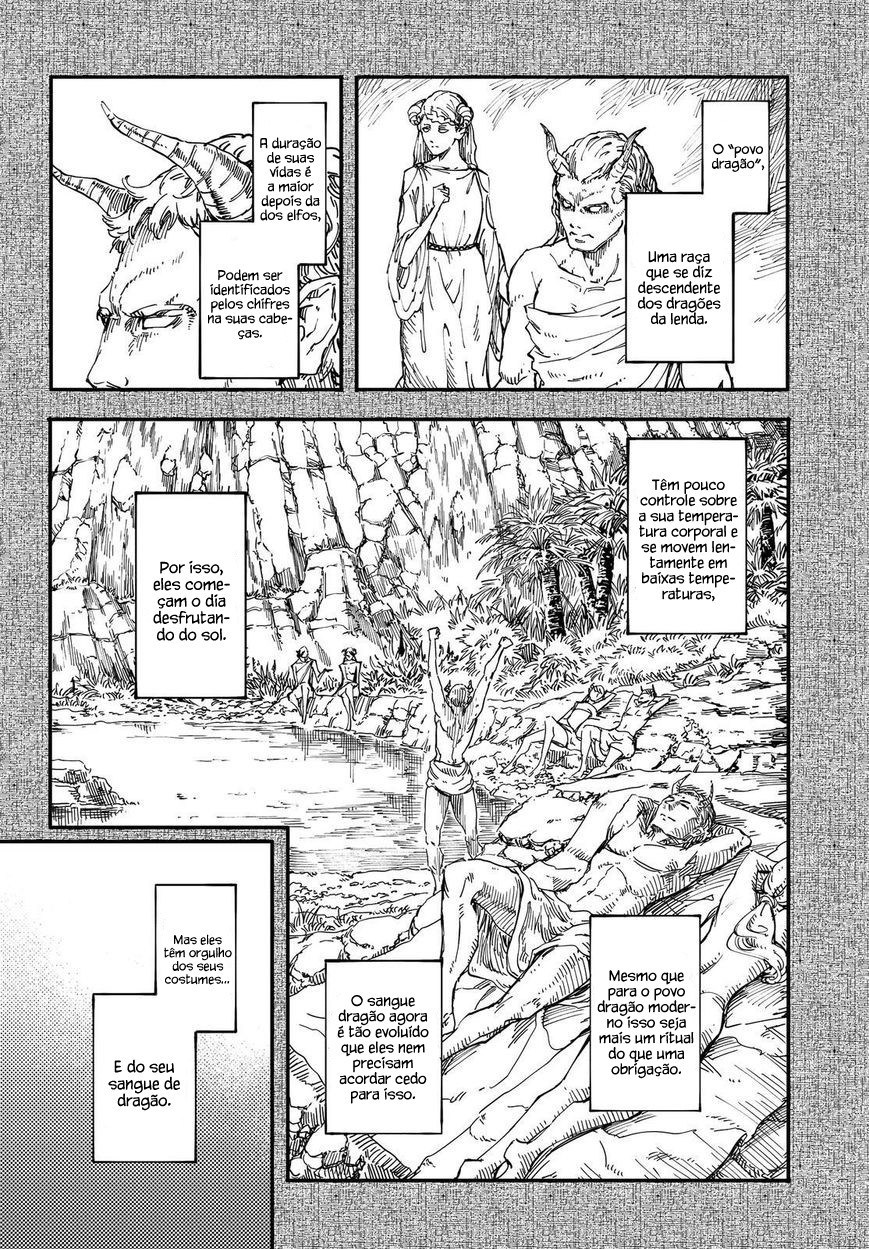 O "povo
dragão",
Uma raça
que se diz
descendente
dos dragões
da lenda.
A duração
de suas
vidas é
a maior
depois da
dos elfos,
Podem ser
identificados
pelos chifres
na suas cabe-
ças.
Têm pouco
controle sobre
a sua tempera-
tura corporal e
se movem len-
tamente em
baíxas tempe-
raturas,
Por isso,
eles come-
çam o dia
desfrutan-
do do sol.
Mesmo que
para o povo
dragão moder-
no isso seja
mais um ritual
do que uma
obrigação.
O sangue
dragão agora
é tão evoluído
que eles nem
precisam
acordar cedo
para isso.
Mas eles
têm orgulho
dos seus
costumes...
E do seu
sangue de
dragão.